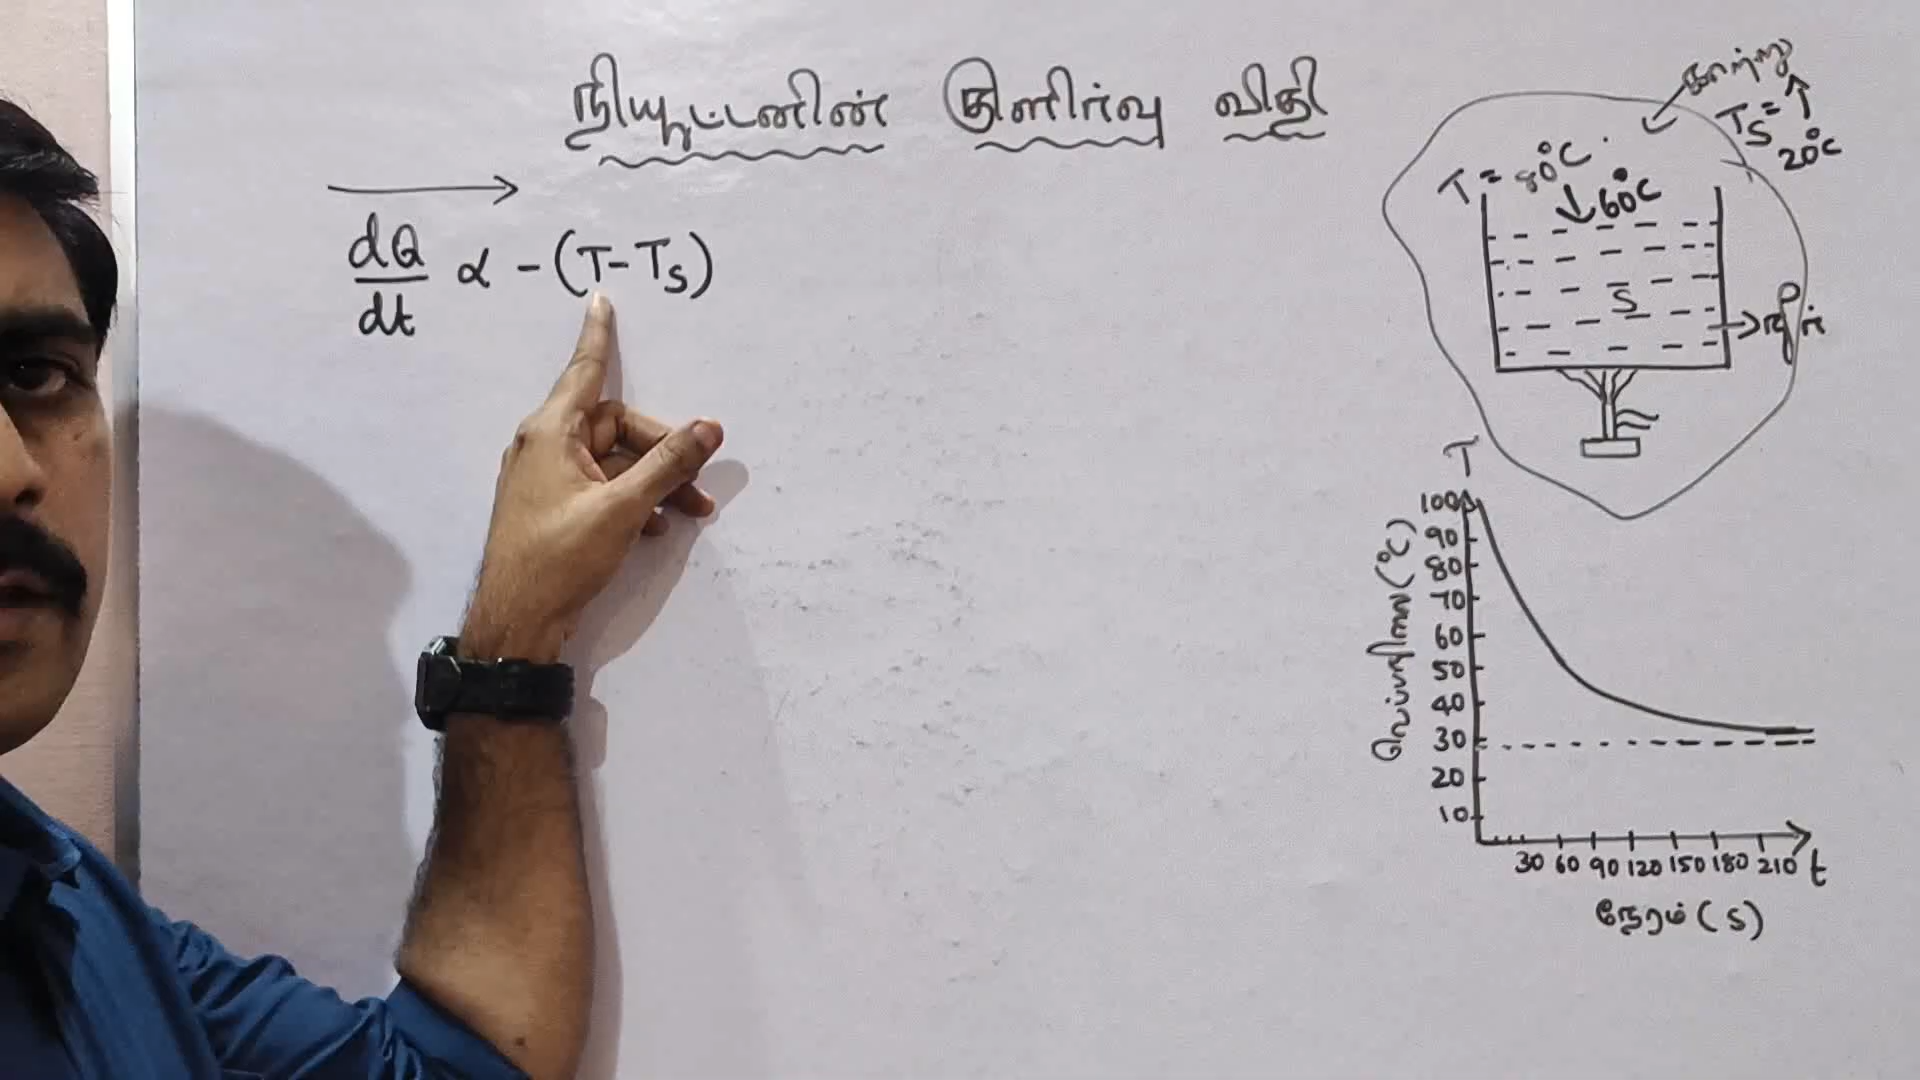 நியூட்டனின் குளிர்வு விதி
dQ/dt ∝ -(T-Ts)
காற்று
Ts = 20°C
T = 80°C
60°C
S
நீர்
T
வெப்பநிலை (°C)
100
90
80
70
60
50
40
30
20
10
30 60 90 120 150 180 210 t
நேரம் (s)